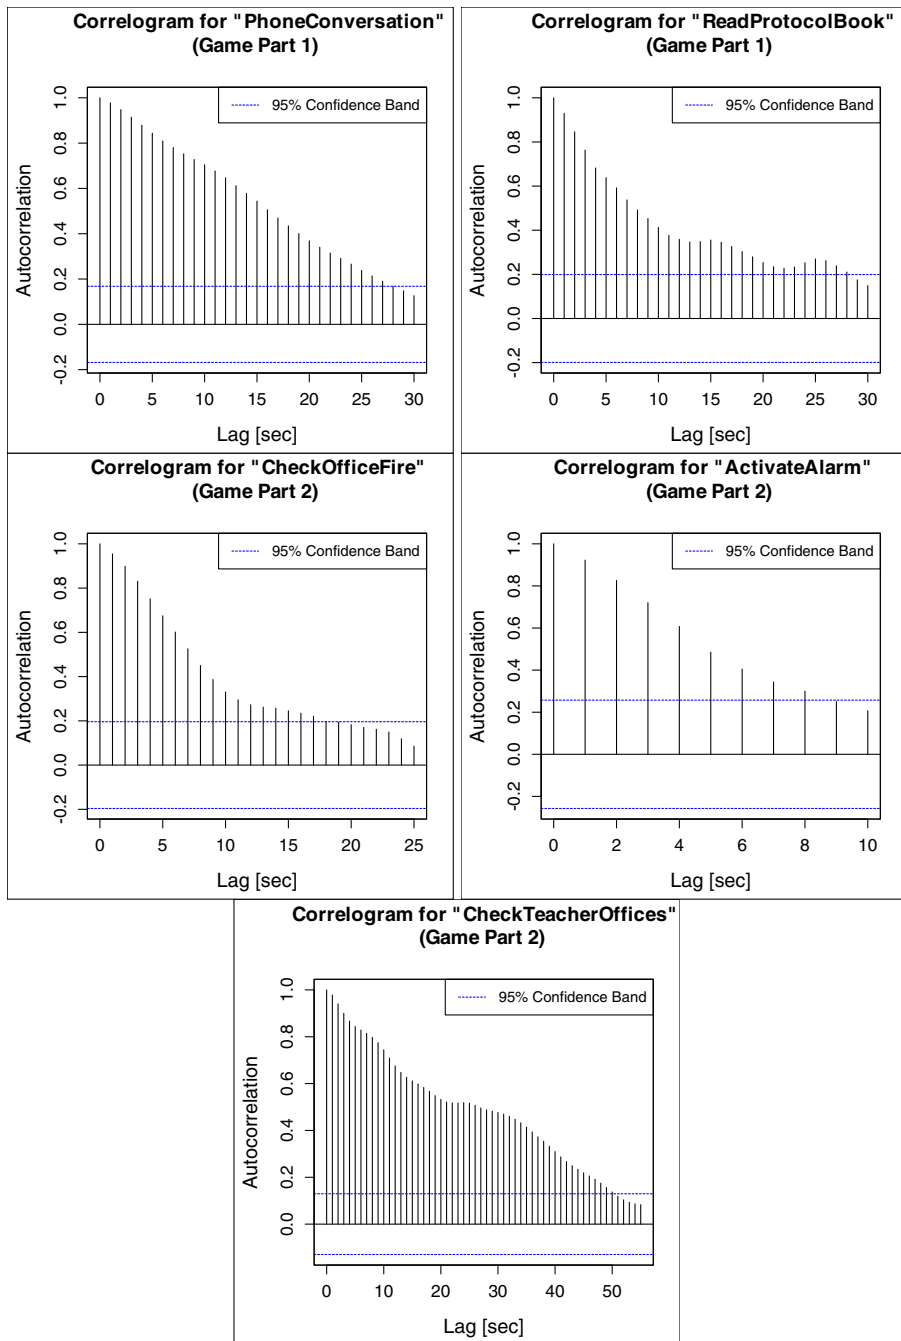 Correlogram for "PhoneConversation"
(Game Part 1)
95% Confidence Band
Autocorrelation
1.0
0.8
0.6
0.4
0.2
0.0
-0.2
0 5 10 15 20 25 30
Lag [sec]
Correlogram for "ReadProtocolBook"
(Game Part 1)
95% Confidence Band
Autocorrelation
1.0
0.8
0.6
0.4
0.2
0.0
-0.2
0 5 10 15 20 25 30
Lag [sec]
Correlogram for "CheckOfficeFire"
(Game Part 2)
95% Confidence Band
Autocorrelation
1.0
0.8
0.6
0.4
0.2
0.0
-0.2
0 5 10 15 20 25
Lag [sec]
Correlogram for "ActivateAlarm"
(Game Part 2)
95% Confidence Band
Autocorrelation
1.0
0.8
0.6
0.4
0.2
0.0
-0.2
0 2 4 6 8 10
Lag [sec]
Correlogram for "CheckTeacherOffices"
(Game Part 2)
95% Confidence Band
Autocorrelation
1.0
0.8
0.6
0.4
0.2
0.0
0 10 20 30 40 50
Lag [sec]